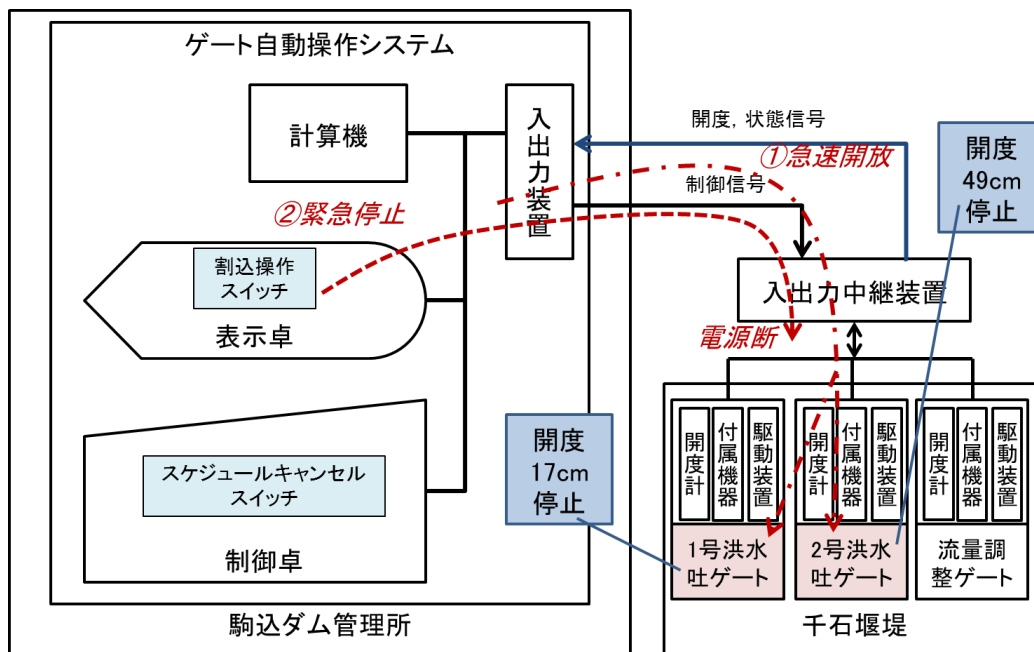 ゲート自動操作システム
計算機
入出力装置
開度，状態信号
①急速開放
制御信号
開度
49cm
停止
②緊急停止
割込操作
スイッチ
表示卓
入出力中継装置
電源断
開度
17cm
停止
スケジュールキャンセル
スイッチ
制御卓
開度計
付属機器
駆動装置
開度計
付属機器
駆動装置
開度計
付属機器
駆動装置
1号洪水
吐ゲート
2号洪水
吐ゲート
流量調
整ゲート
駒込ダム管理所
千石堰堤